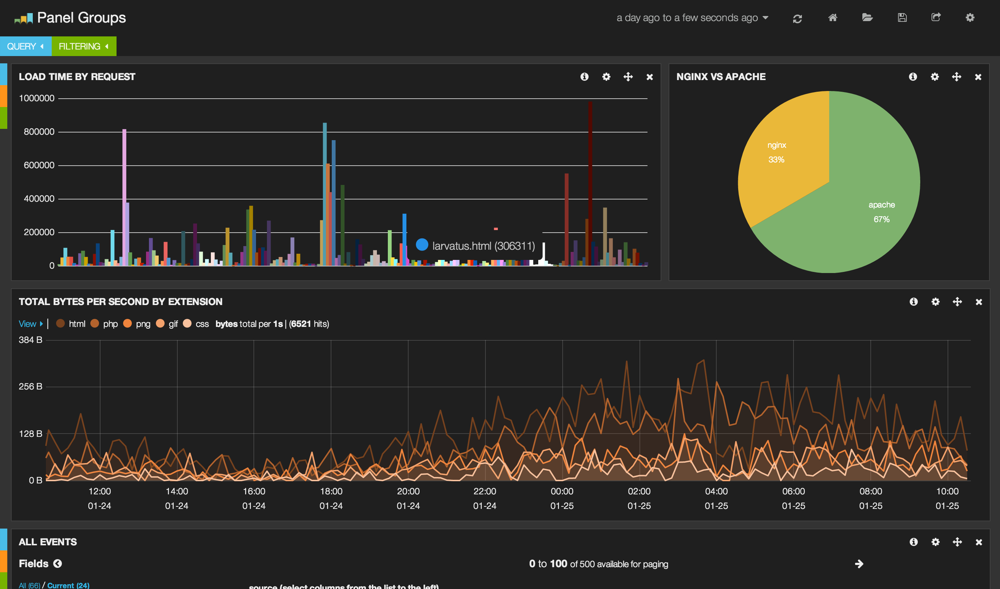 Panel Groups
a day ago to a few seconds ago
QUERY FILTERING
LOAD TIME BY REQUEST
1000000
800000
600000
400000
200000
0
larvatus.html (306311)
NGINX VS APACHE
nginx
33%
apache
67%
TOTAL BYTES PER SECOND BY EXTENSION
View | html php png gif css bytes total per 1s | (6521 hits)
384 B
256 B
128 B
0 B
12:00 14:00 16:00 18:00 20:00 22:00 00:00 02:00 04:00 06:00 08:00 10:00
01-24 01-24 01-24 01-24 01-24 01-24 01-25 01-25 01-25 01-25 01-25 01-25
ALL EVENTS
Fields 0 to 100 of 500 available for paging
All (66) / Current (24)
source (select columns from the list to the left)